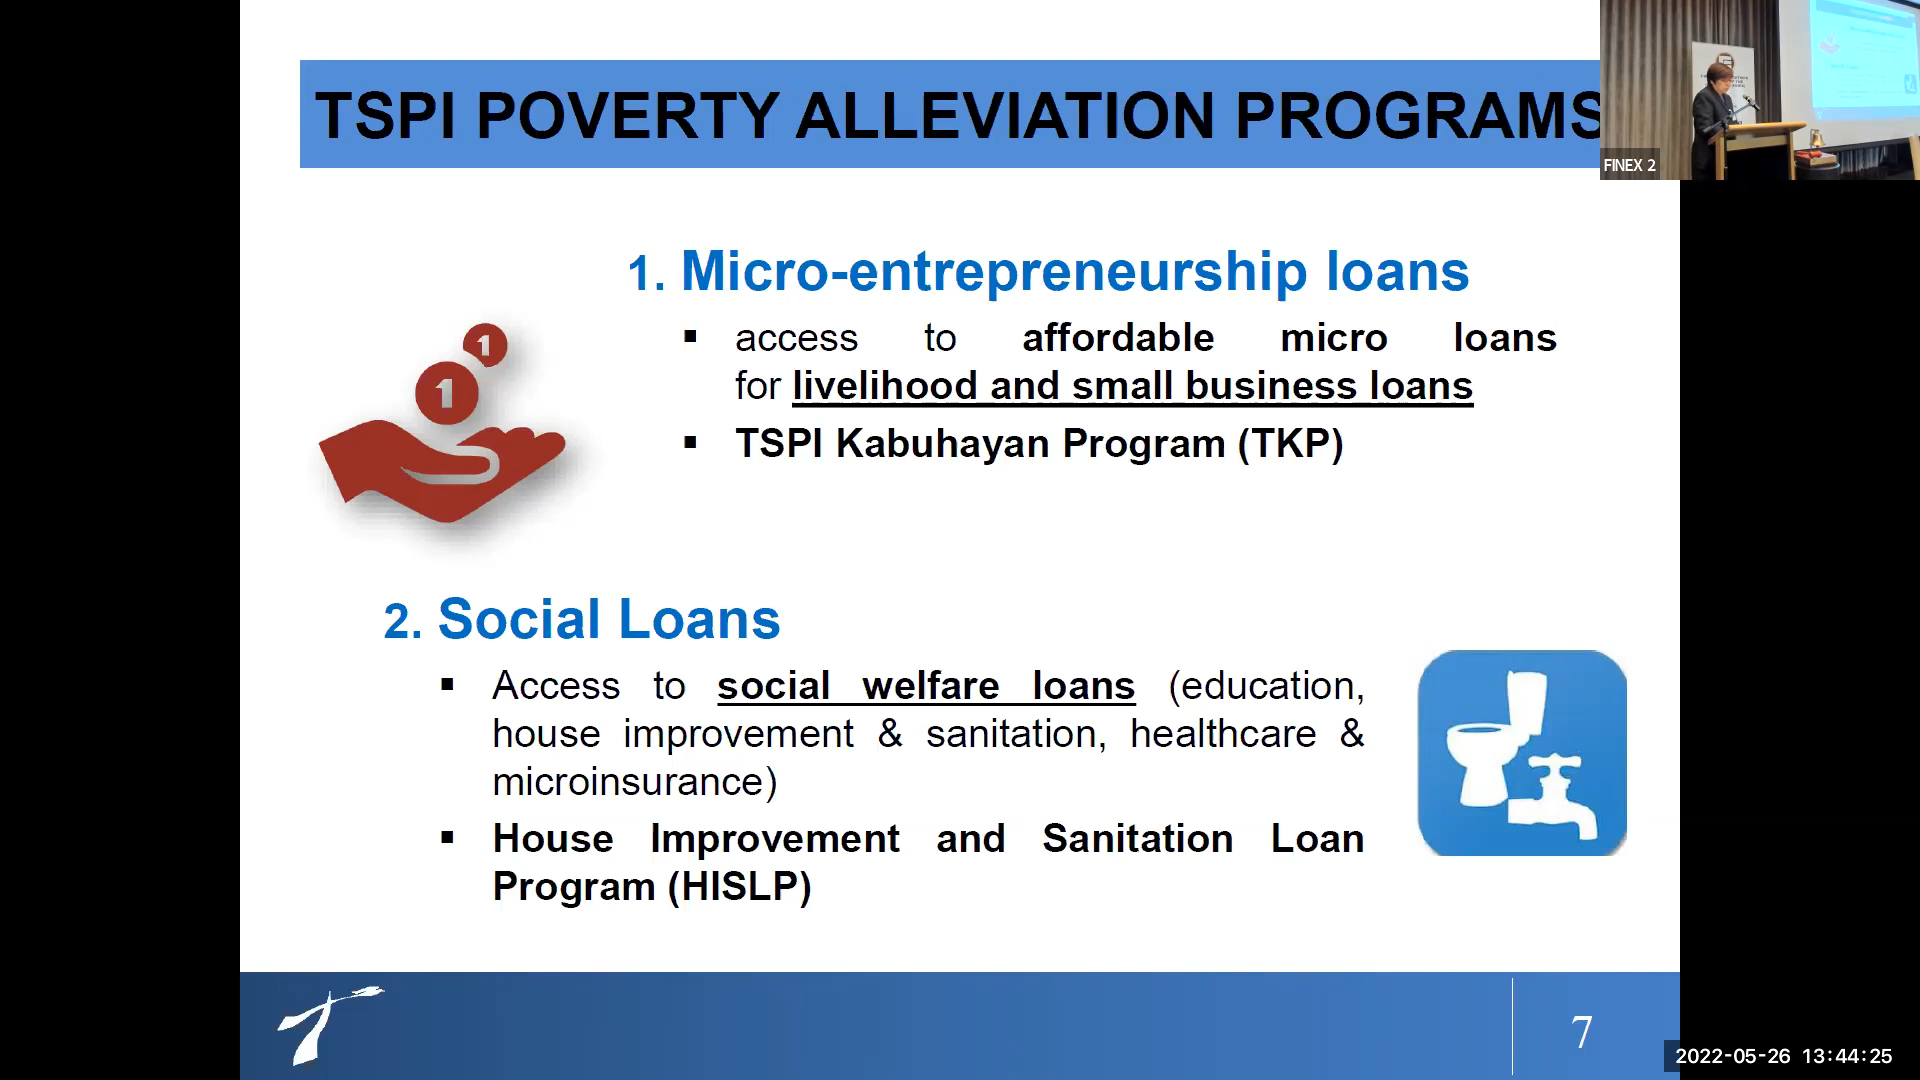 TSPI POVERTY ALLEVIATION PROGRAMS
FINEX 2
1. Micro-entrepreneurship loans
▪ access to affordable micro loans
for livelihood and small business loans
▪ TSPI Kabuhayan Program (TKP)
1
1
2. Social Loans
▪ Access to social welfare loans (education,
house improvement & sanitation, healthcare &
microinsurance)
▪ House Improvement and Sanitation Loan
Program (HISLP)
7
2022-05-26 13:44:25